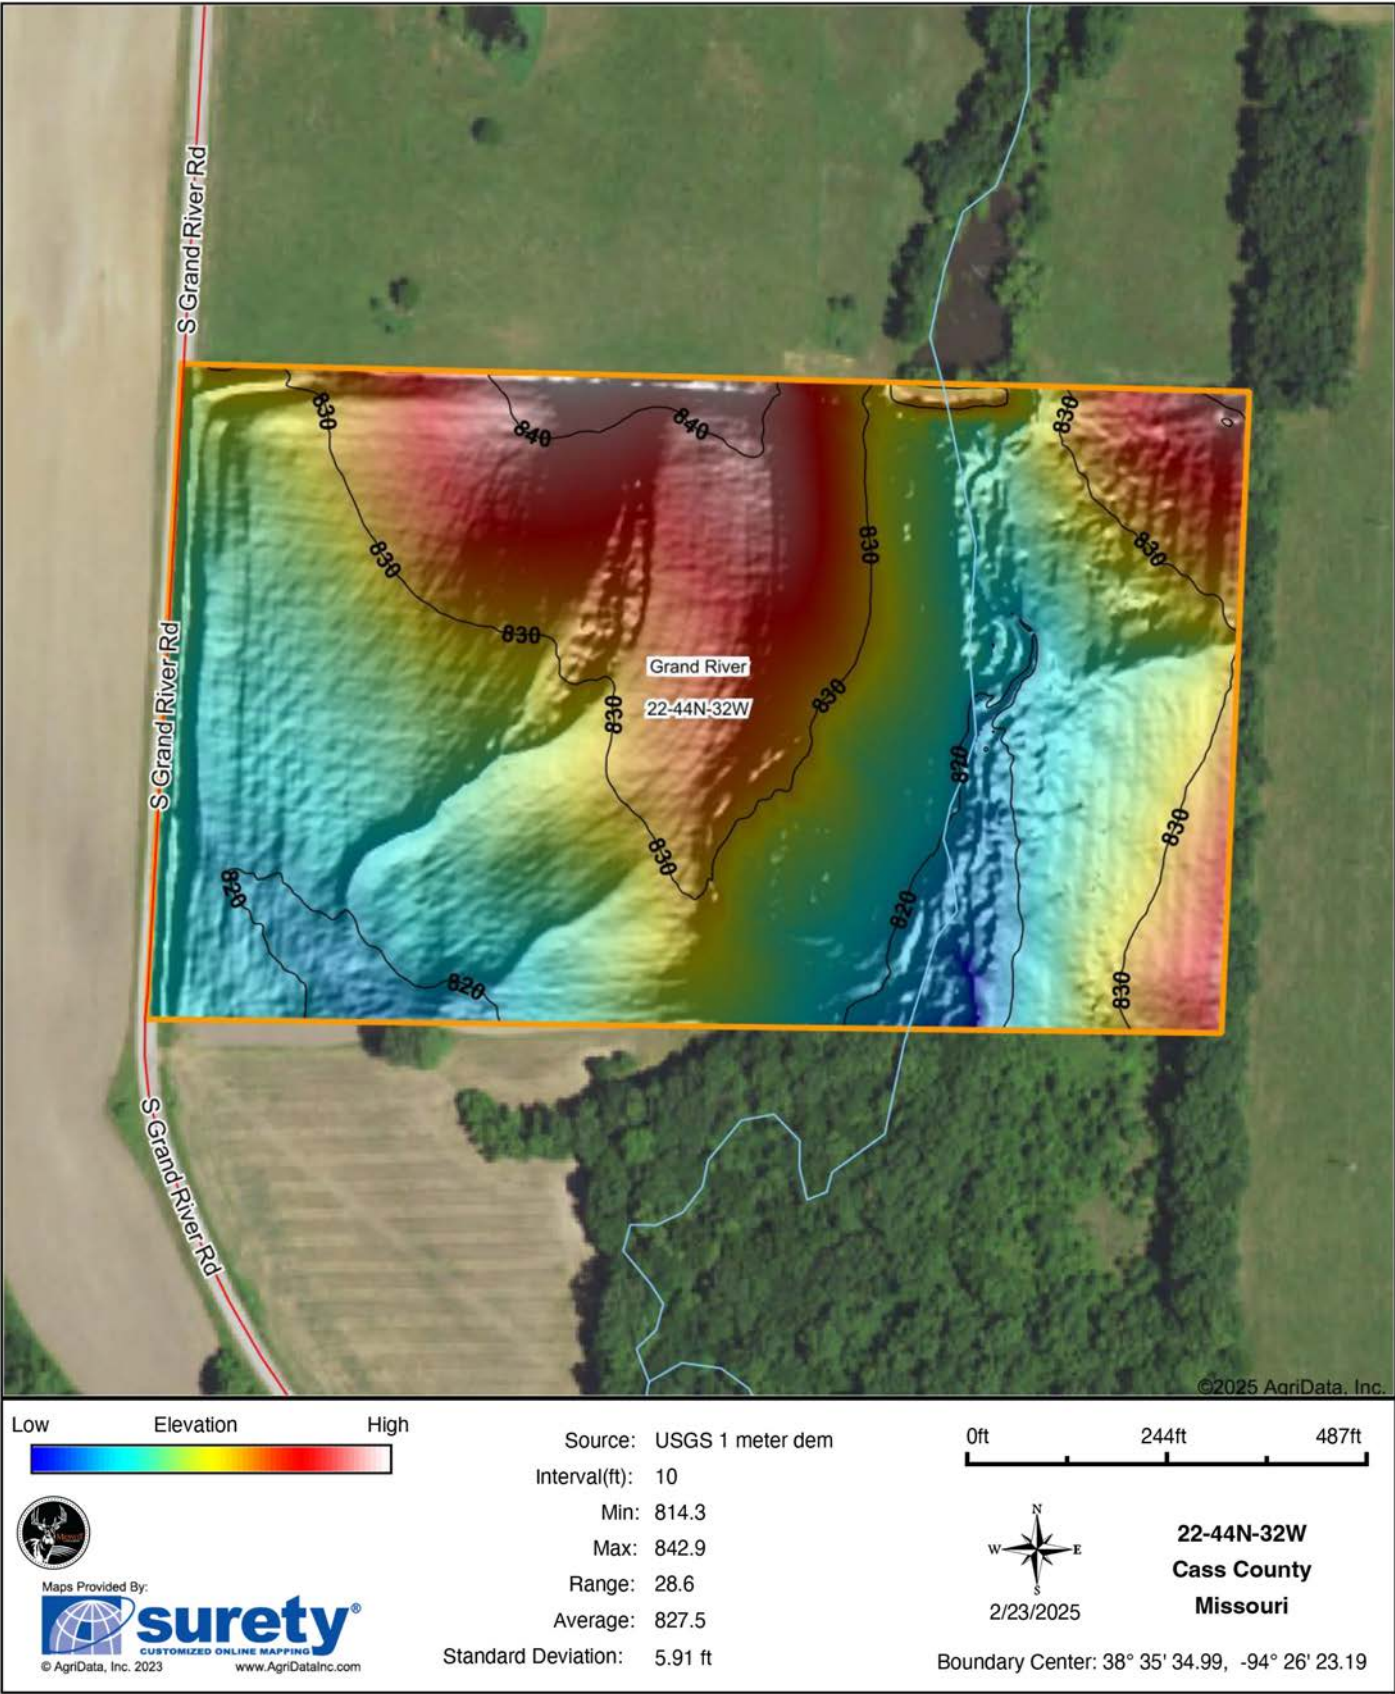 S Grand River Rd
830
840
840
830
830
830
830
830
Grand River
22-44N-32W
S Grand River Rd
830
830
820
830
830
820
820
820
830
S Grand River Rd
©2025 AgriData, Inc.
Low Elevation High
Source: USGS 1 meter dem
Interval(ft): 10
Min: 814.3
Max: 842.9
Range: 28.6
Average: 827.5
Standard Deviation: 5.91 ft
0ft 244ft 487ft
N
W E
S
2/23/2025
22-44N-32W
Cass County
Missouri
Boundary Center: 38° 35' 34.99, -94° 26' 23.19
Maps Provided By:
surety®
CUSTOMIZED ONLINE MAPPING
© AgriData, Inc. 2023 www.AgriDataInc.com